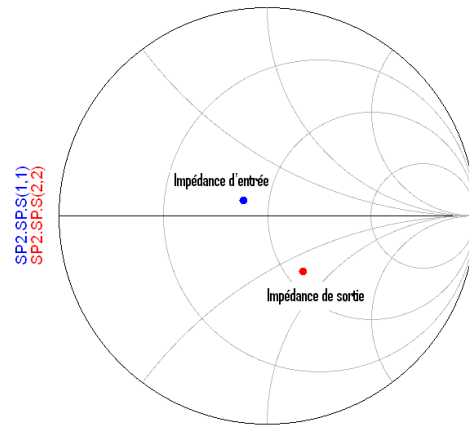 SP2.SP.S(1,1)
SP2.SP.S(2,2)
Impédance d'entrée
Impédance de sortie